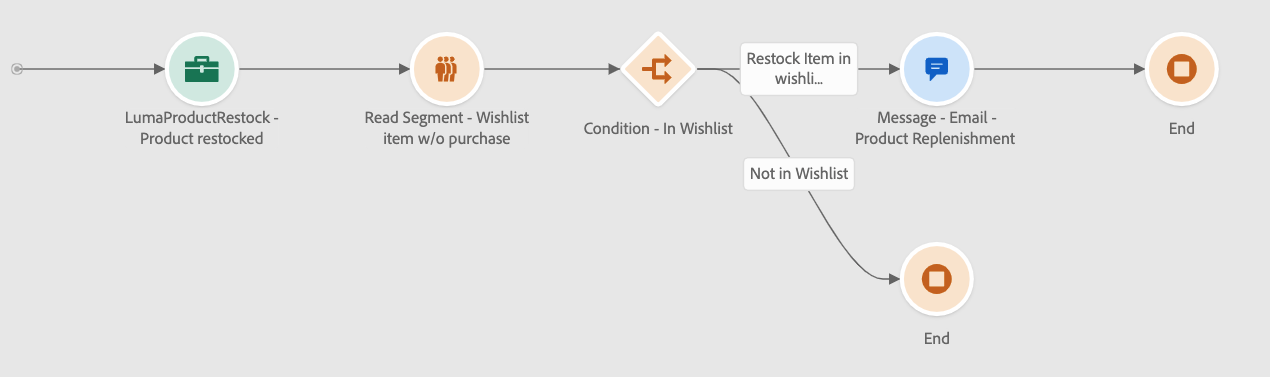 LumaProductRestock -
Product restocked
Read Segment - Wishlist
item w/o purchase
Condition - In Wishlist
Restock Item in
wishli...
Message - Email -
Product Replenishment
End
Not in Wishlist
End